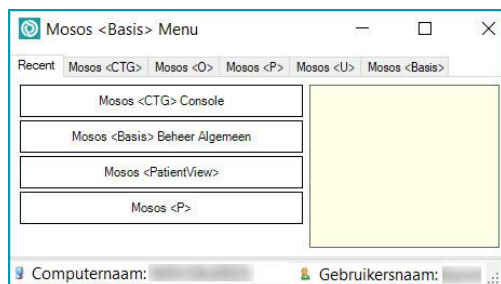 Mosos <Basis> Menu
Recent Mosos <CTG> Mosos <O> Mosos <P> Mosos <U> Mosos <Basis>
Mosos <CTG> Console
Mosos <Basis> Beheer Algemeen
Mosos <PatientView>
Mosos <P>
Computernaam: Gebruikersnaam: